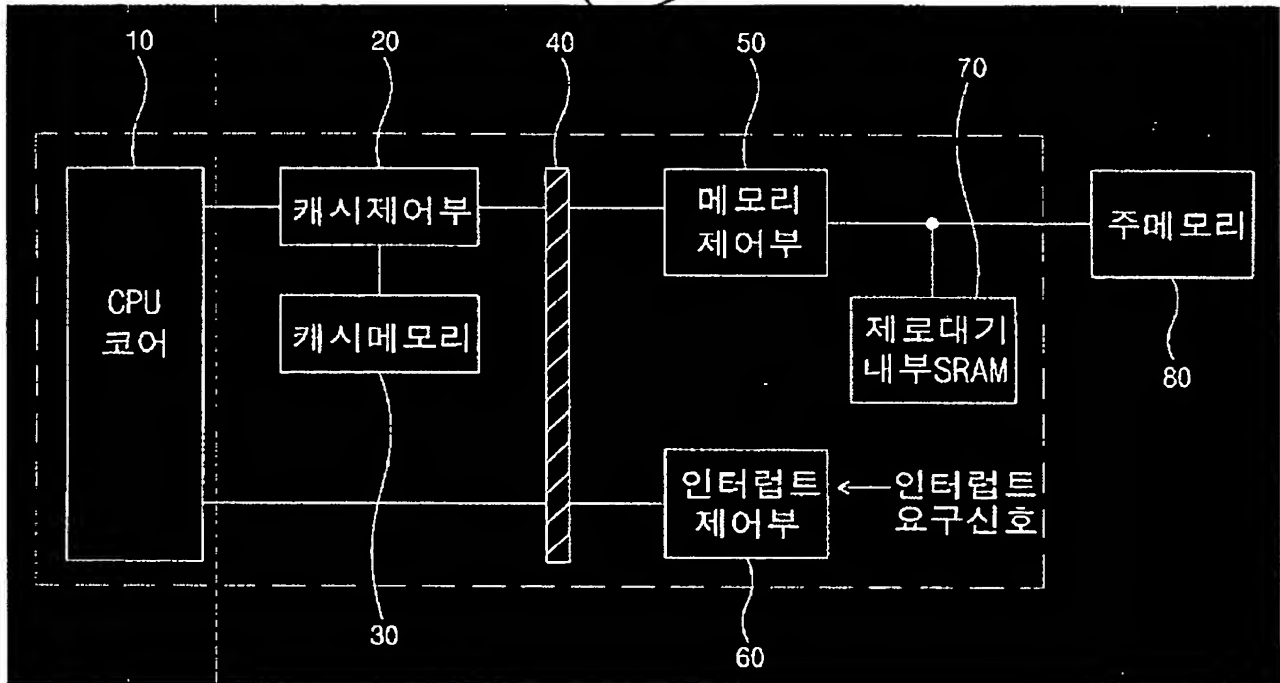 10
20
40
50
70
CPU
코어
캐시제어부
캐시메모리
메모리
제어부
주메모리
제로대기
내부SRAM
80
인터럽트
제어부
인터럽트
요구신호
30
60